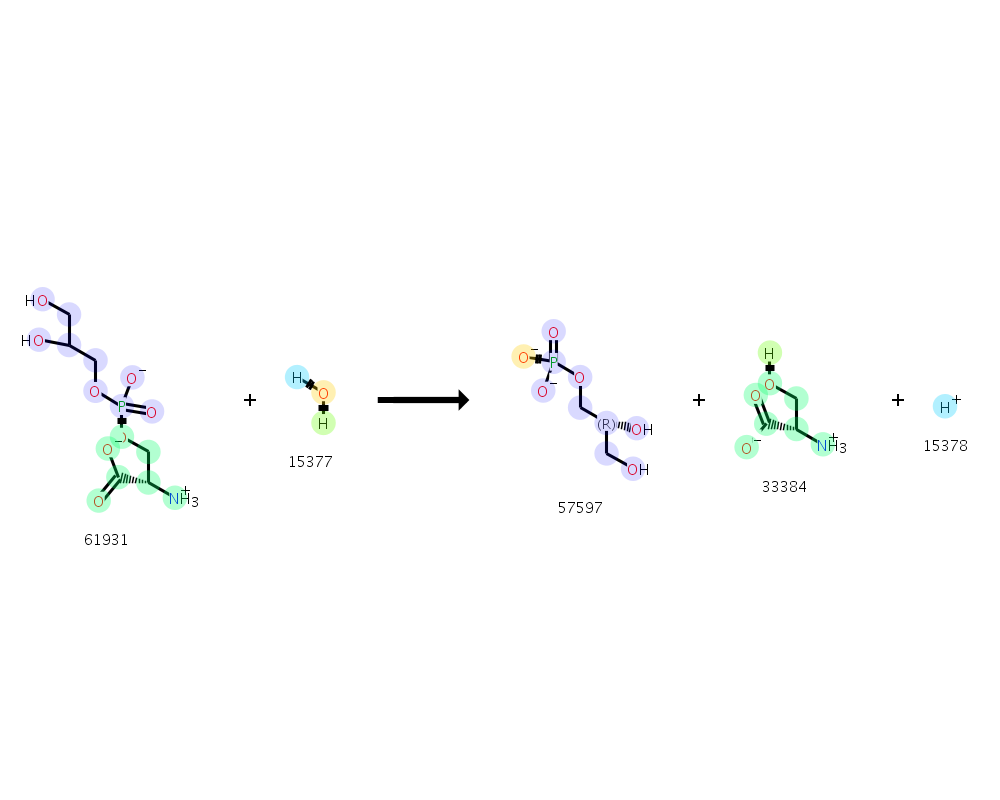 HO
HO
O
O⁻
P
O
O⁻
O
NH₃⁺
61931
+
H
O
H
15377
O
O⁻
P
O⁻
O
(R)
OH
OH
57597
+
H
O
O
O⁻
NH₃⁺
33384
+
H⁺
15378